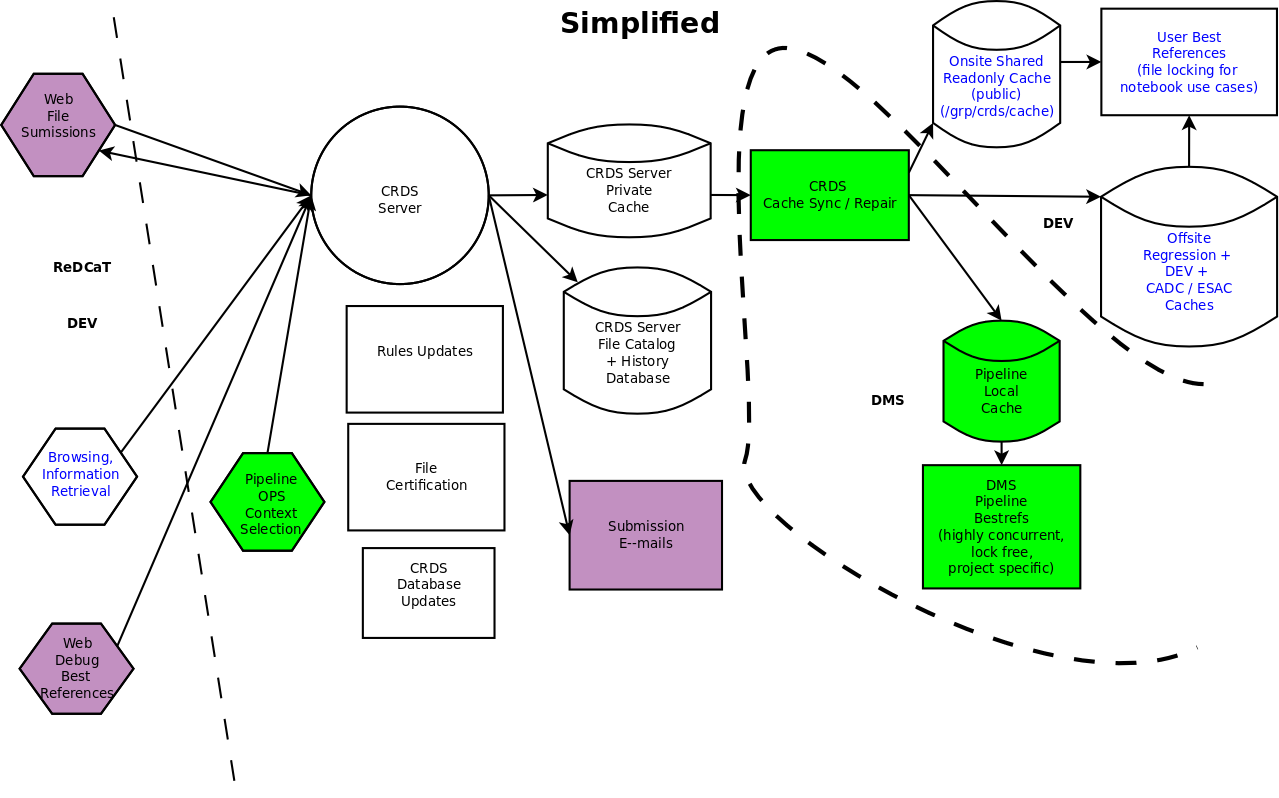 Simplified
Web
File
Sumissions
ReDCaT
DEV
Browsing,
Information
Retrieval
Web
Debug
Best
References
Pipeline
OPS
Context
Selection
CRDS
Server
Rules Updates
File
Certification
CRDS
Database
Updates
CRDS Server
Private
Cache
CRDS Server
File Catalog
+ History
Database
Submission
E--mails
CRDS
Cache Sync / Repair
Onsite Shared
Readonly Cache
(public)
(/grp/crds/cache)
User Best
References
(file locking for
notebook use cases)
DEV
Offsite
Regression +
DEV +
CADC / ESAC
Caches
DMS
Pipeline
Local
Cache
DMS
Pipeline
Bestrefs
(highly concurrent,
lock free,
project specific)